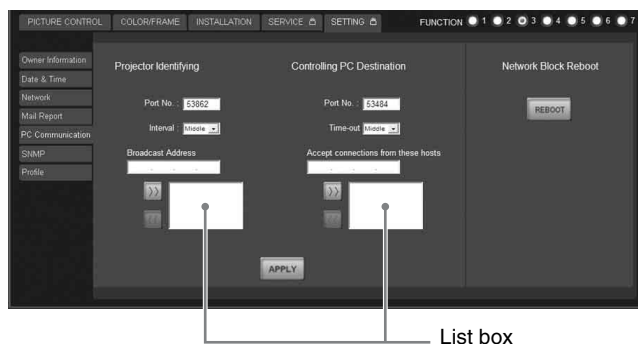 PICTURE CONTROL COLOR/FRAME INSTALLATION SERVICE SETTING FUNCTION 1 2 3 4 5 6 7
Owner Information
Date & Time
Network
Mail Report
PC Communication
SNMP
Profile
Projector Identifying
Port No. : 53862
Interval : Middle
Broadcast Address
. . .
>>
<<
Controlling PC Destination
Port No. : 53484
Time-out Middle
Accept connections from these hosts
. . .
>>
<<
Network Block Reboot
REBOOT
APPLY
List box